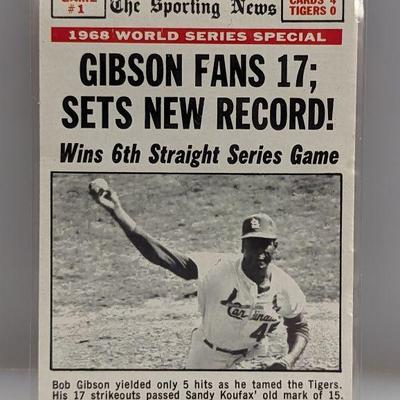 GAME
#1
The Sporting News
CARDS 4
TIGERS 0
1968 WORLD SERIES SPECIAL
GIBSON FANS 17;
SETS NEW RECORD!
Wins 6th Straight Series Game
Cardinals
45
Bob Gibson yielded only 5 hits as he tamed the Tigers.
His 17 strikeouts passed Sandy Koufax' old mark of 15.